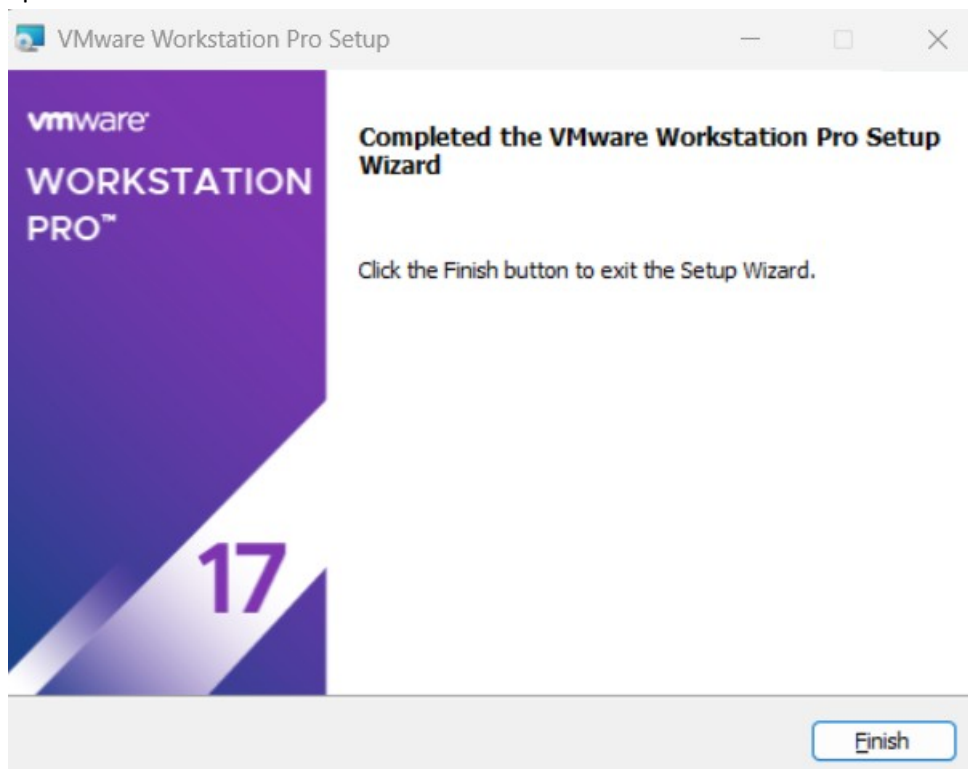 VMware Workstation Pro Setup
vmware®
WORKSTATION
PRO™
Completed the VMware Workstation Pro Setup
Wizard
Click the Finish button to exit the Setup Wizard.
17
Finish